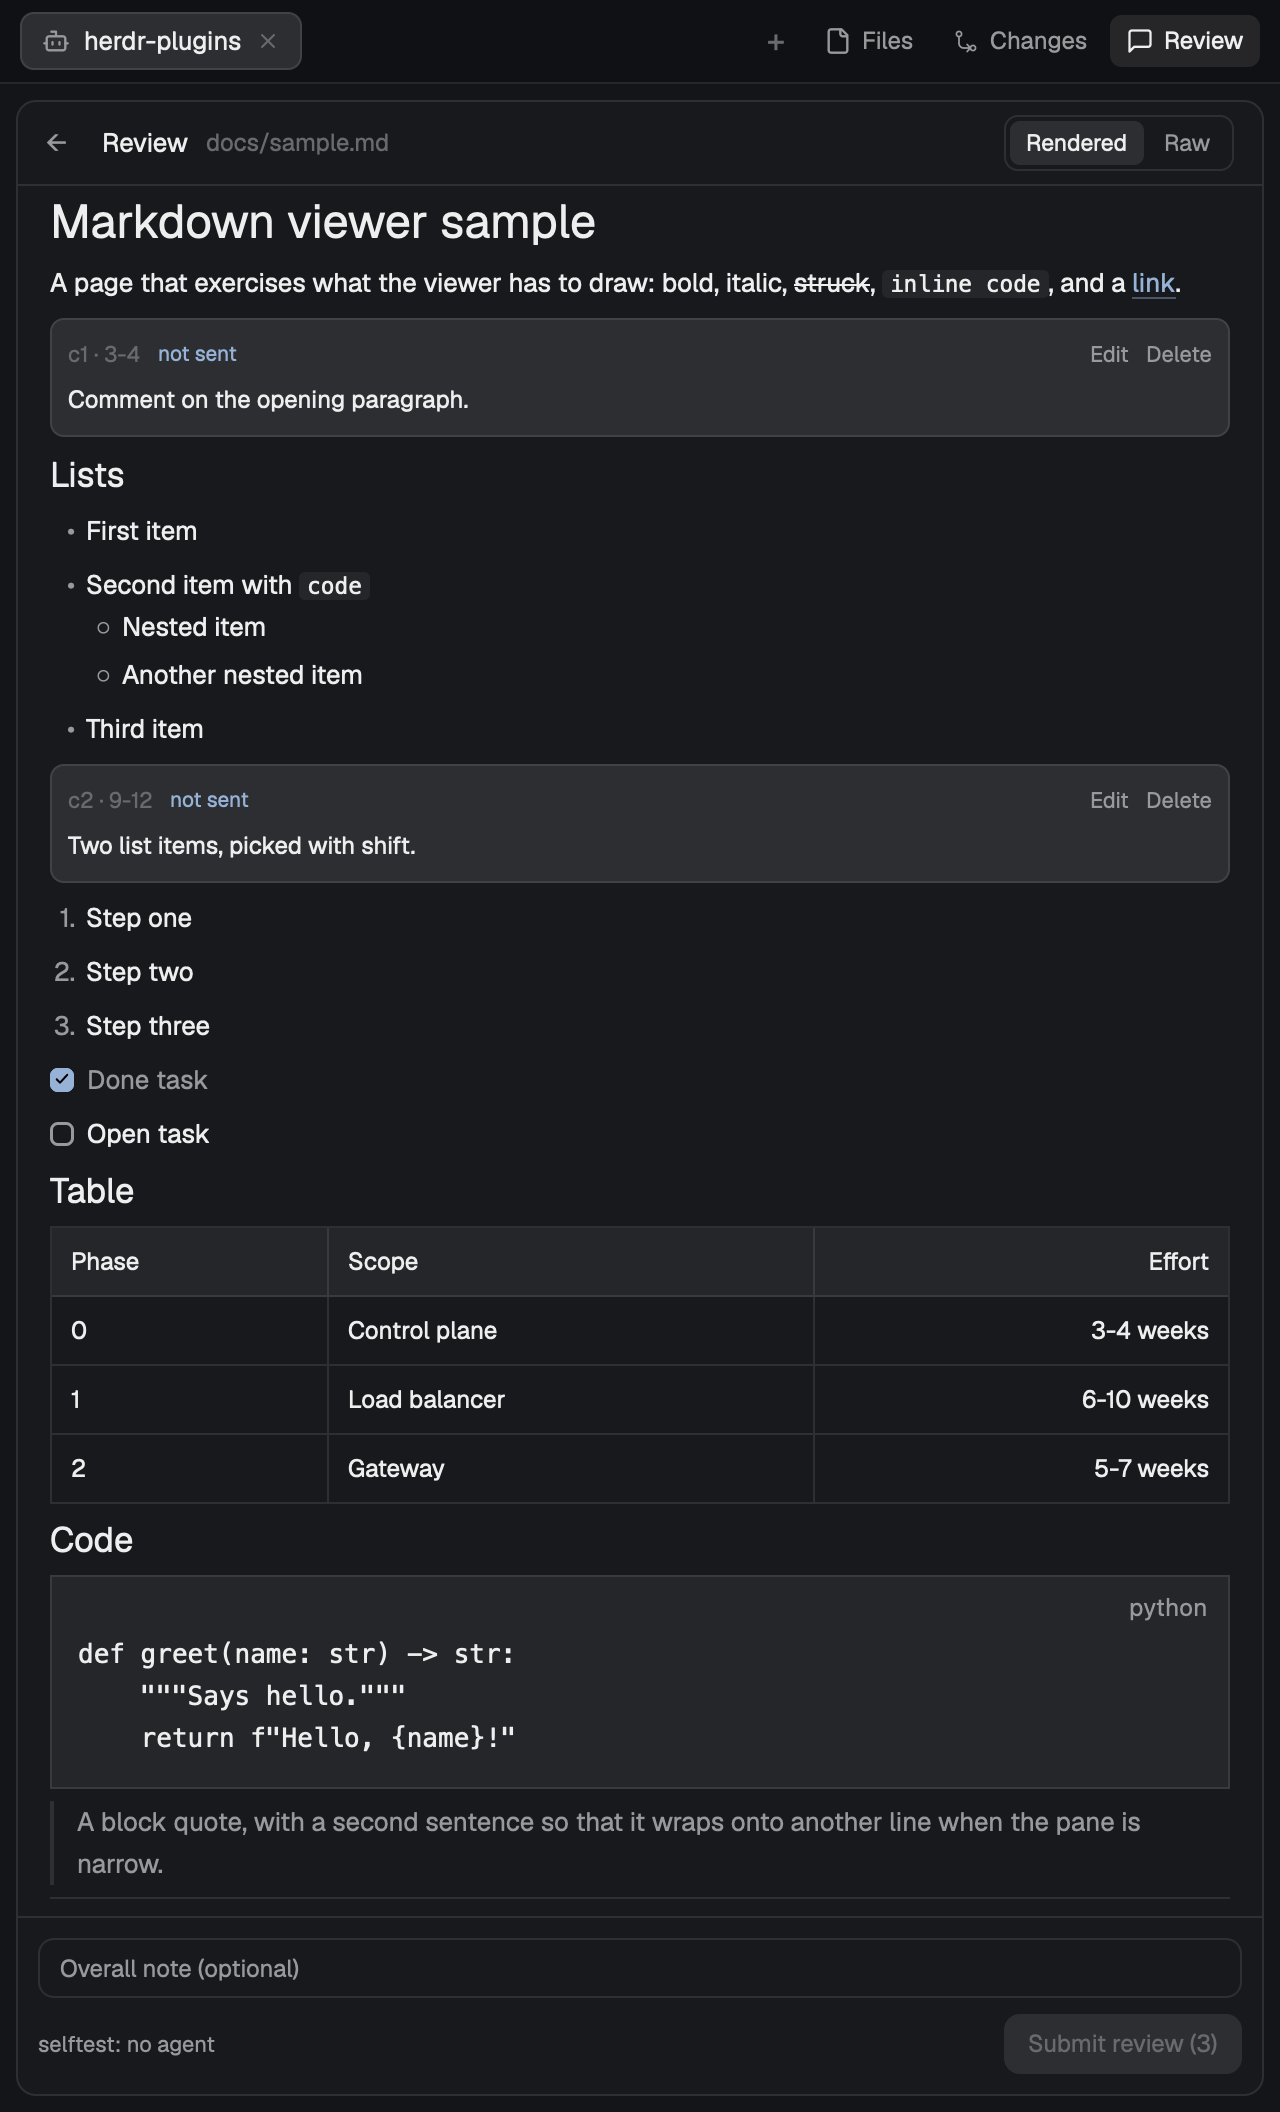 herdr-plugins
Files
Changes
Review
Review docs/sample.md
Rendered
Raw
Markdown viewer sample
A page that exercises what the viewer has to draw: bold, italic, struck, inline code, and a link.
c1 · 3-4 not sent
Edit Delete
Comment on the opening paragraph.
Lists
• First item
• Second item with code
○ Nested item
○ Another nested item
• Third item
c2 · 9-12 not sent
Edit Delete
Two list items, picked with shift.
1. Step one
2. Step two
3. Step three
Done task
Open task
Table
Phase Scope Effort
0 Control plane 3-4 weeks
1 Load balancer 6-10 weeks
2 Gateway 5-7 weeks
Code
python
def greet(name: str) -> str:
    """Says hello."""
    return f"Hello, {name}!"
A block quote, with a second sentence so that it wraps onto another line when the pane is
narrow.
Overall note (optional)
selftest: no agent
Submit review (3)